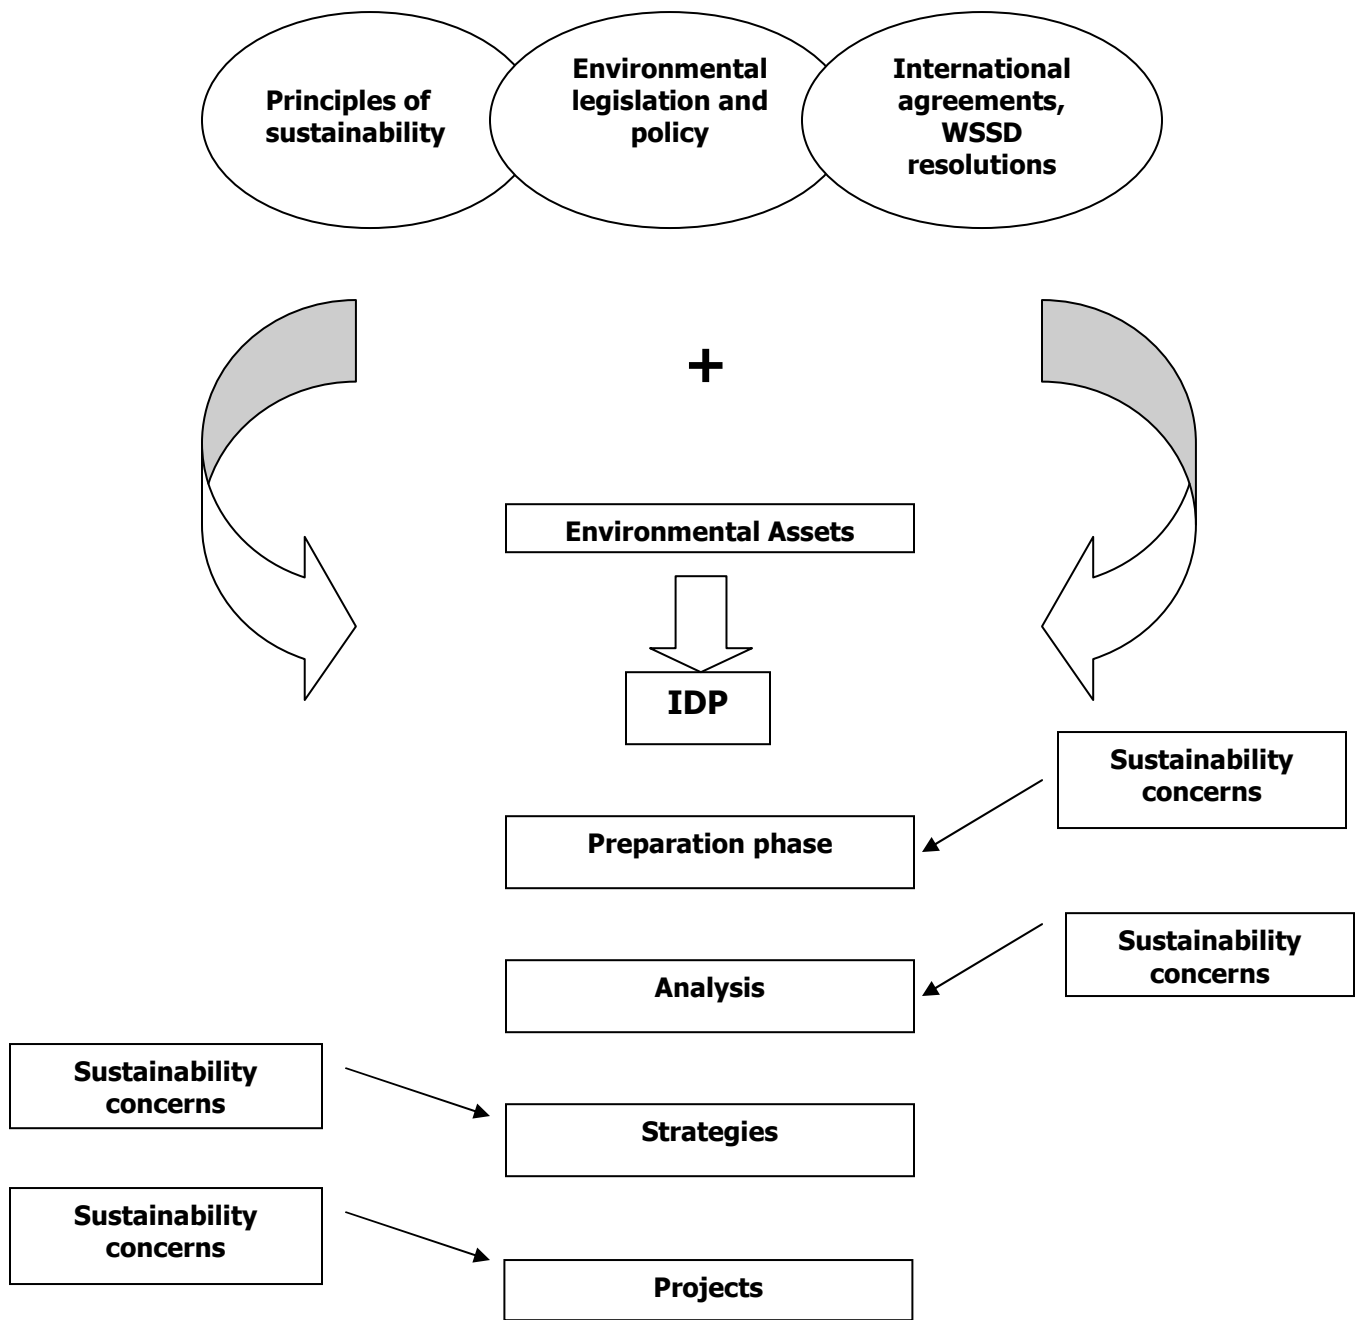 Principles of
sustainability
Environmental
legislation and
policy
International
agreements,
WSSD
resolutions
+
Environmental Assets
IDP
Sustainability
concerns
Preparation phase
Sustainability
concerns
Analysis
Sustainability
concerns
Strategies
Sustainability
concerns
Projects